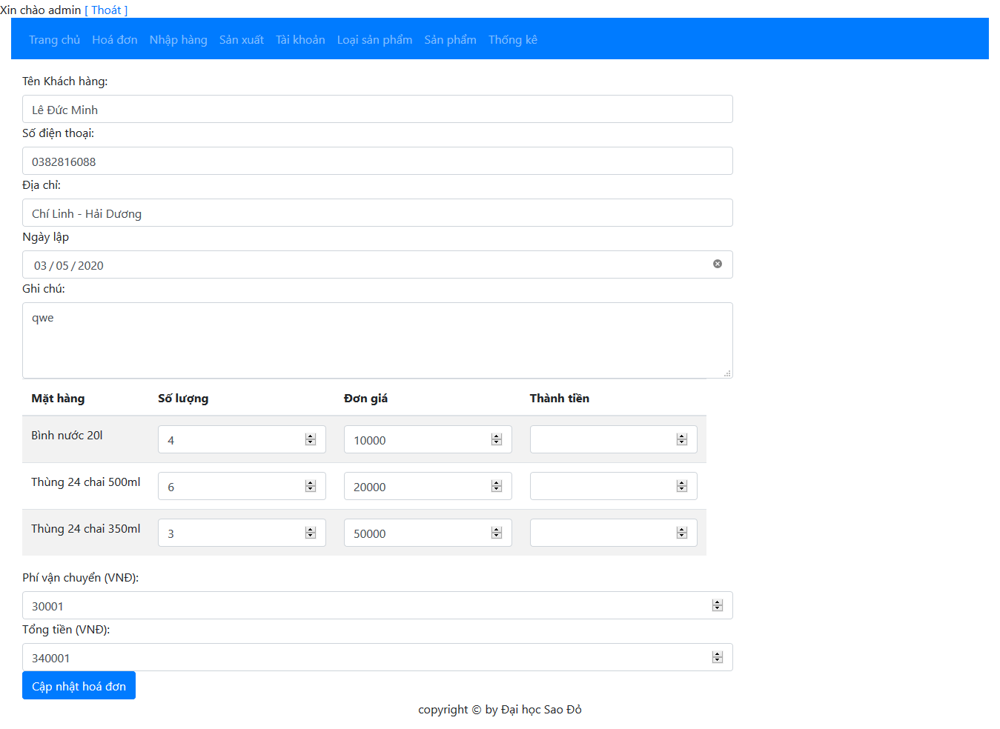 Xin chào admin [ Thoát ]
Trang chủ Hoá đơn Nhập hàng Sản xuất Tài khoản Loại sản phẩm Sản phẩm Thống kê
Tên Khách hàng:
Lê Đức Minh
Số điện thoại:
0382816088
Địa chỉ:
Chí Linh - Hải Dương
Ngày lập
03 / 05 / 2020
Ghi chú:
qwe
Mặt hàng Số lượng Đơn giá Thành tiền
Bình nước 20l 4 10000
Thùng 24 chai 500ml 6 20000
Thùng 24 chai 350ml 3 50000
Phí vận chuyển (VNĐ):
30001
Tổng tiền (VNĐ):
340001
Cập nhật hoá đơn
copyright © by Đại học Sao Đỏ